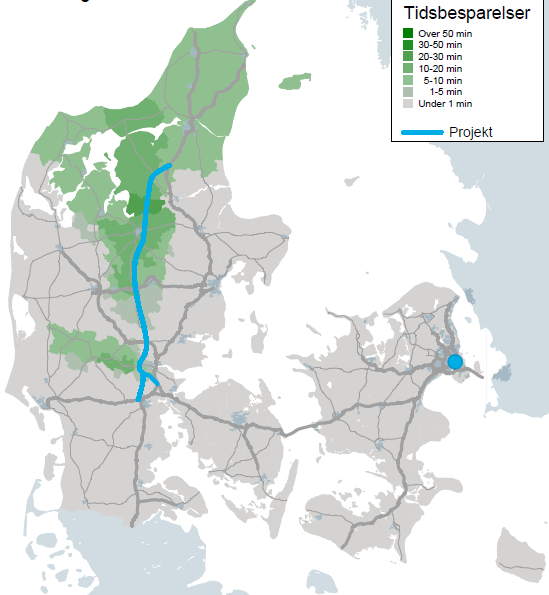 Tidsbesparelser
Over 50 min
30-50 min
20-30 min
10-20 min
5-10 min
1-5 min
Under 1 min
Projekt